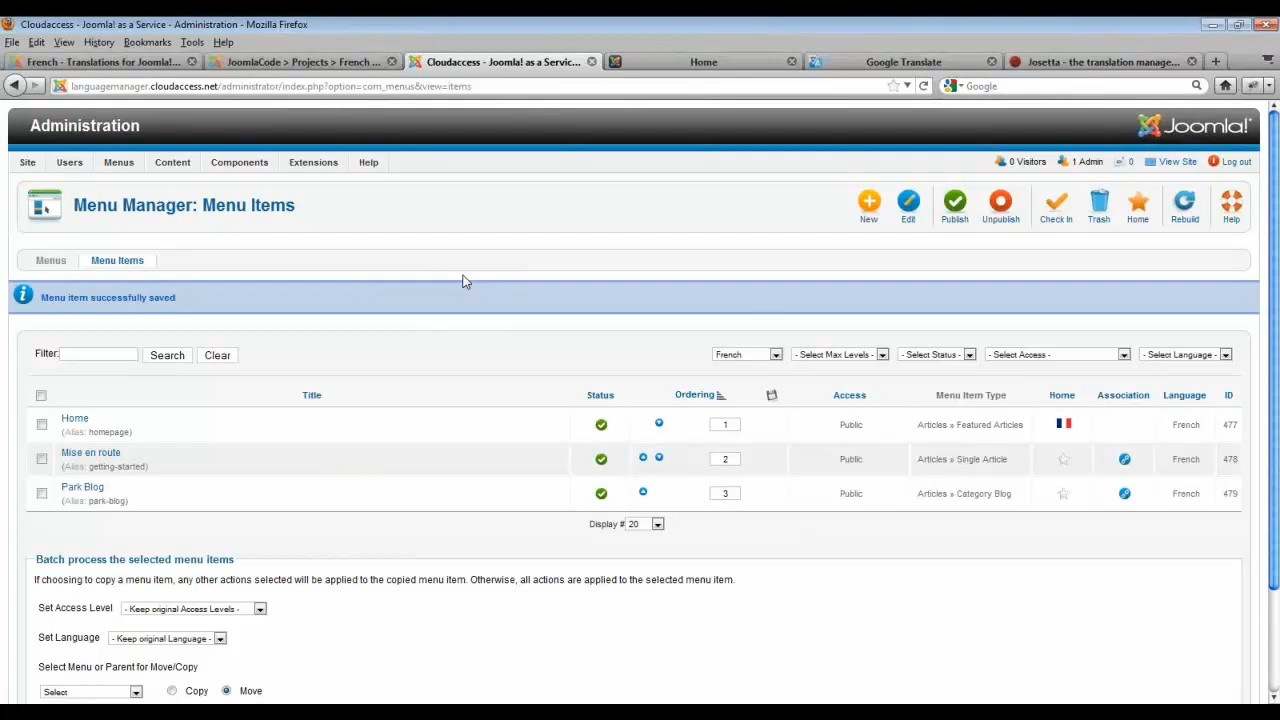 Cloudaccess - Joomla! as a Service - Administration - Mozilla Firefox
File Edit View History Bookmarks Tools Help
French - Translations for Joomla!... JoomlaCode > Projects > French ... Cloudaccess - Joomla! as a Servic... Home Google Translate Josetta - the translation manage...
languagemanager.cloudaccess.net/administrator/index.php?option=com_menus&view=items Google
Administration Joomla!
Site Users Menus Content Components Extensions Help 0 Visitors 1 Admin 0 View Site Log out
Menu Manager: Menu Items New Edit Publish Unpublish Check In Trash Home Rebuild Help
Menus Menu Items
Menu item successfully saved
Filter: Search Clear French - Select Max Levels - - Select Status - - Select Access - - Select Language -
Title Status Ordering Access Menu Item Type Home Association Language ID
Home
(Alias: homepage) 1 Public Articles » Featured Articles French 477
Mise en route
(Alias: getting-started) 2 Public Articles » Single Article French 478
Park Blog
(Alias: park-blog) 3 Public Articles » Category Blog French 479
Display # 20
Batch process the selected menu items
If choosing to copy a menu item, any other actions selected will be applied to the copied menu item. Otherwise, all actions are applied to the selected menu item.
Set Access Level - Keep original Access Levels -
Set Language - Keep original Language -
Select Menu or Parent for Move/Copy
Select Copy Move